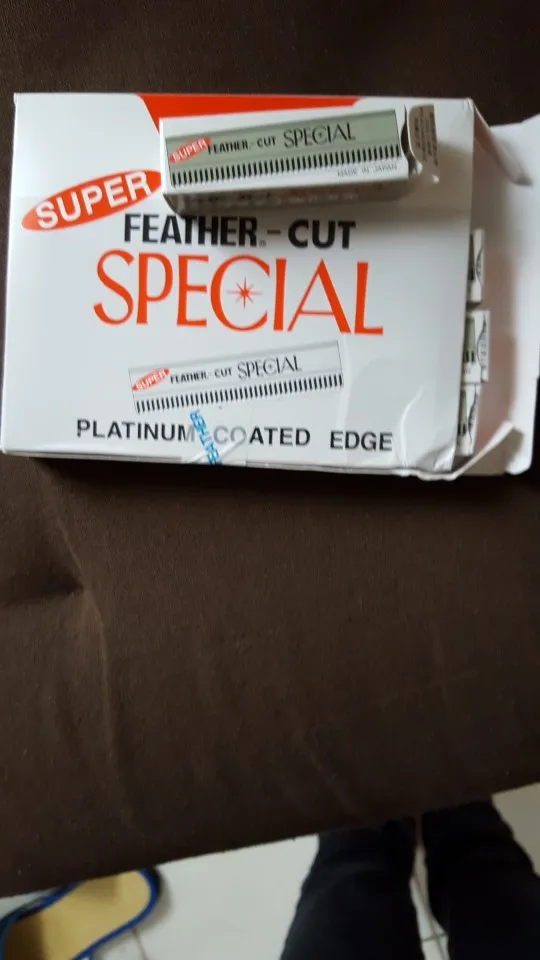 SUPER FEATHER - CUT SPECIAL
MADE IN JAPAN
SUPER
FEATHER® - CUT
SPECIAL
SUPER FEATHER - CUT SPECIAL
PLATINUM COATED EDGE
FEATHER